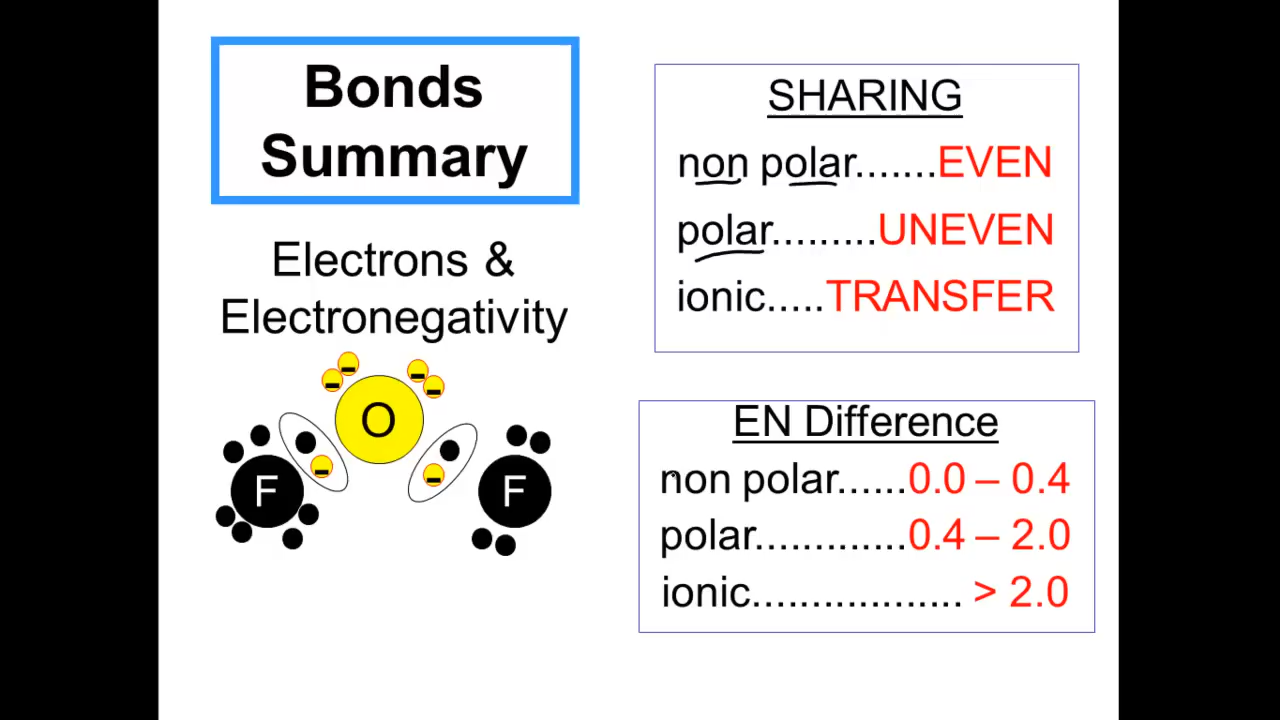 Bonds
Summary
Electrons &
Electronegativity
O
F
F
SHARING
non polar.......EVEN
polar.........UNEVEN
ionic.....TRANSFER
EN Difference
non polar......0.0 – 0.4
polar.............0.4 – 2.0
ionic.................. > 2.0